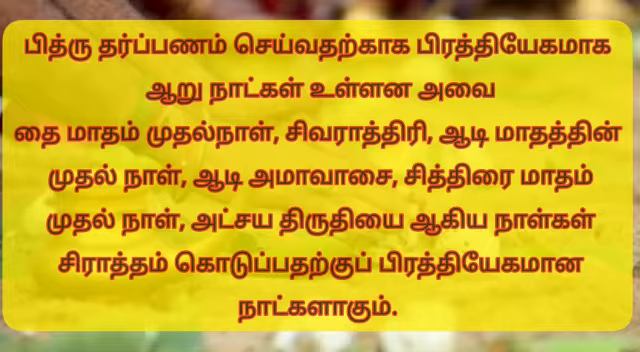 பித்ரு தர்ப்பணம் செய்வதற்காக பிரத்தியேகமாக
ஆறு நாட்கள் உள்ளன அவை
தை மாதம் முதல்நாள், சிவராத்திரி, ஆடி மாதத்தின்
முதல் நாள், ஆடி அமாவாசை, சித்திரை மாதம்
முதல் நாள், அட்சய திருதியை ஆகிய நாள்கள்
சிராத்தம் கொடுப்பதற்குப் பிரத்தியேகமான
நாட்களாகும்.